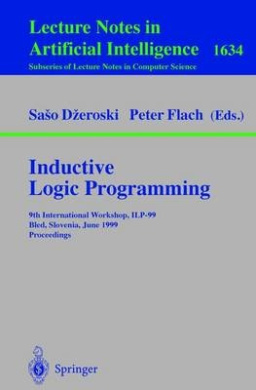 Lecture Notes in
Artificial Intelligence 1634
Subseries of Lecture Notes in Computer Science
Sašo Džeroski Peter Flach (Eds.)
Inductive
Logic Programming
9th International Workshop, ILP-99
Bled, Slovenia, June 1999
Proceedings
Springer